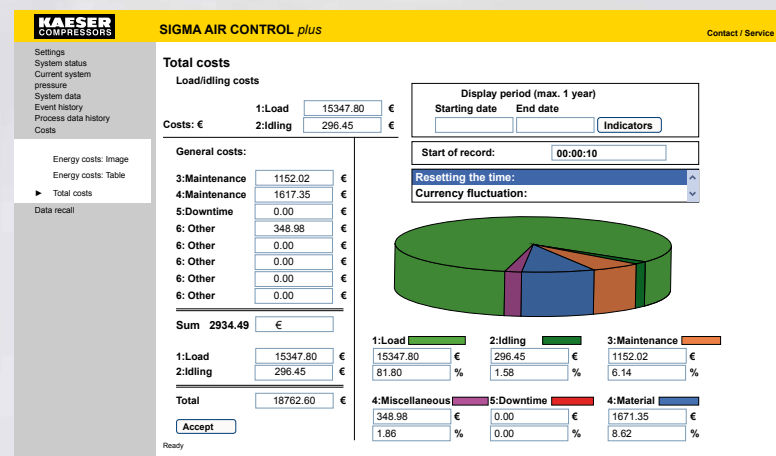 KAESER
COMPRESSORS
SIGMA AIR CONTROL plus
Contact / Service
Settings
System status
Current system
pressure
System data
Event history
Process data history
Costs
Energy costs: Image
Energy costs: Table
► Total costs
Data recall
Total costs
Load/idling costs
1:Load 15347.80 €
Costs: € 2:Idling 296.45 €
General costs:
3:Maintenance 1152.02 €
4:Maintenance 1617.35 €
5:Downtime 0.00 €
6: Other 348.98 €
6: Other 0.00 €
6: Other 0.00 €
6: Other 0.00 €
6: Other 0.00 €
Sum 2934.49 €
1:Load 15347.80 €
2:Idling 296.45 €
Total 18762.60 €
Accept
Ready
Display period (max. 1 year)
Starting date End date
Indicators
Start of record: 00:00:10
Resetting the time:
Currency fluctuation:
1:Load 2:Idling 3:Maintenance
15347.80 € 296.45 € 1152.02 €
81.80 % 1.58 % 6.14 %
4:Miscellaneous 5:Downtime 4:Material
348.98 € 0.00 € 1671.35 €
1.86 % 0.00 % 8.62 %